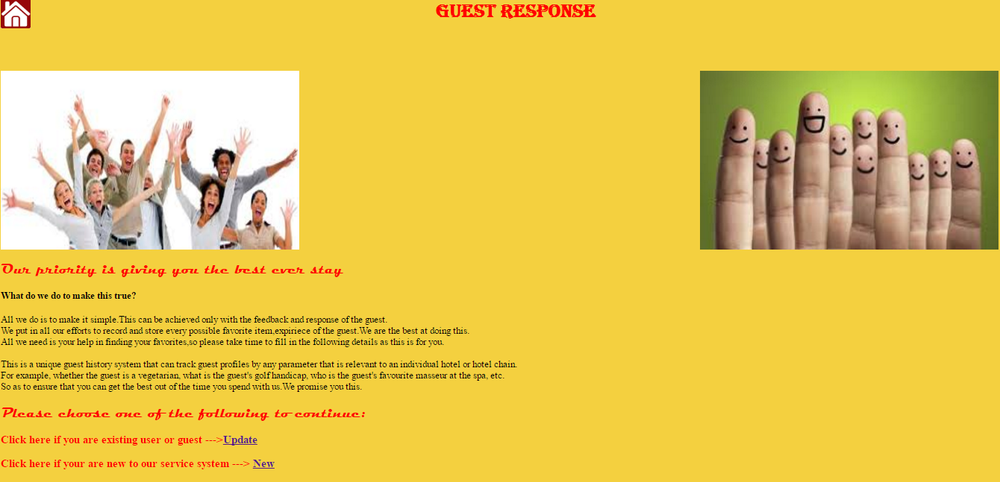 GUEST RESPONSE
Our priority is giving you the best ever stay
What do we do to make this true?
All we do is to make it simple.This can be achieved only with the feedback and response of the guest.
We put in all our efforts to record and store every possible favorite item,expiriece of the guest.We are the best at doing this.
All we need is your help in finding your favorites,so please take time to fill in the following details as this is for you.
This is a unique guest history system that can track guest profiles by any parameter that is relevant to an individual hotel or hotel chain.
For example, whether the guest is a vegetarian, what is the guest's golf handicap, who is the guest's favourite masseur at the spa, etc.
So as to ensure that you can get the best out of the time you spend with us.We promise you this.
Please choose one of the following to continue:
Click here if you are existing user or guest --->Update
Click here if your are new to our service system ---> New